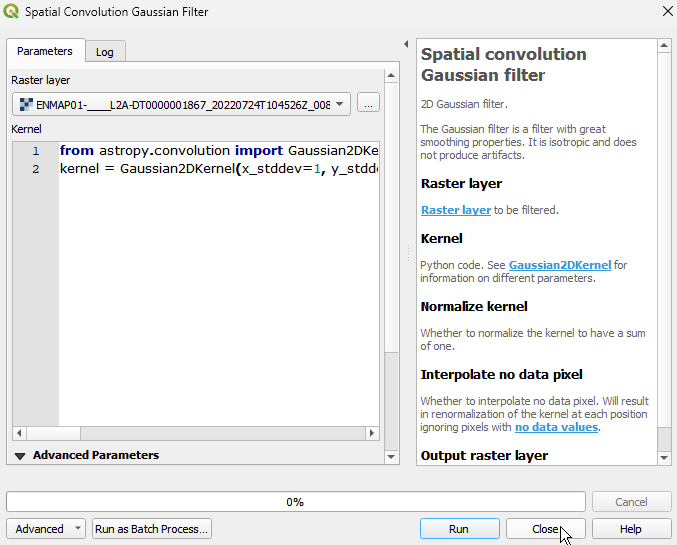 Spatial Convolution Gaussian Filter
Parameters
Log
Raster layer
ENMAP01-____L2A-DT0000001867_20220724T104526Z_008
...
Kernel
1 from astropy.convolution import Gaussian2DKe
2 kernel = Gaussian2DKernel(x_stddev=1, y_stdde
Advanced Parameters
Spatial convolution
Gaussian filter
2D Gaussian filter.
The Gaussian filter is a filter with great
smoothing properties. It is isotropic and does
not produce artifacts.
Raster layer
Raster layer to be filtered.
Kernel
Python code. See Gaussian2DKernel for
information on different parameters.
Normalize kernel
Whether to normalize the kernel to have a sum
of one.
Interpolate no data pixel
Whether to interpolate no data pixel. Will result
in renormalization of the kernel at each position
ignoring pixels with no data values.
Output raster layer
0%
Cancel
Advanced
Run as Batch Process...
Run
Close
Help